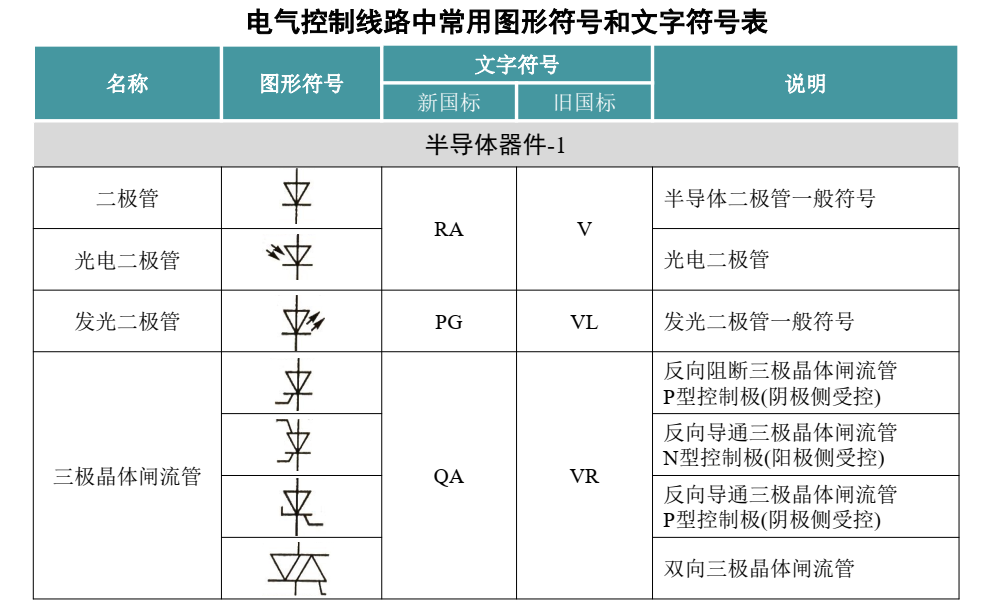 电气控制线路中常用图形符号和文字符号表
名称
图形符号
文字符号
说明
新国标
旧国标
半导体器件-1
二极管
RA
V
半导体二极管一般符号
光电二极管
光电二极管
发光二极管
PG
VL
发光二极管一般符号
三极晶体闸流管
QA
VR
反向阻断三极晶体闸流管
P型控制极(阴极侧受控)
反向导通三极晶体闸流管
N型控制极(阳极侧受控)
反向导通三极晶体闸流管
P型控制极(阴极侧受控)
双向三极晶体闸流管